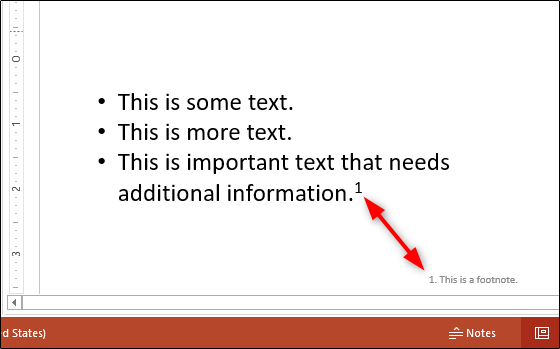 0
1
2
3
• This is some text.
• This is more text.
• This is important text that needs
additional information.¹
1. This is a footnote.
d States)
Notes